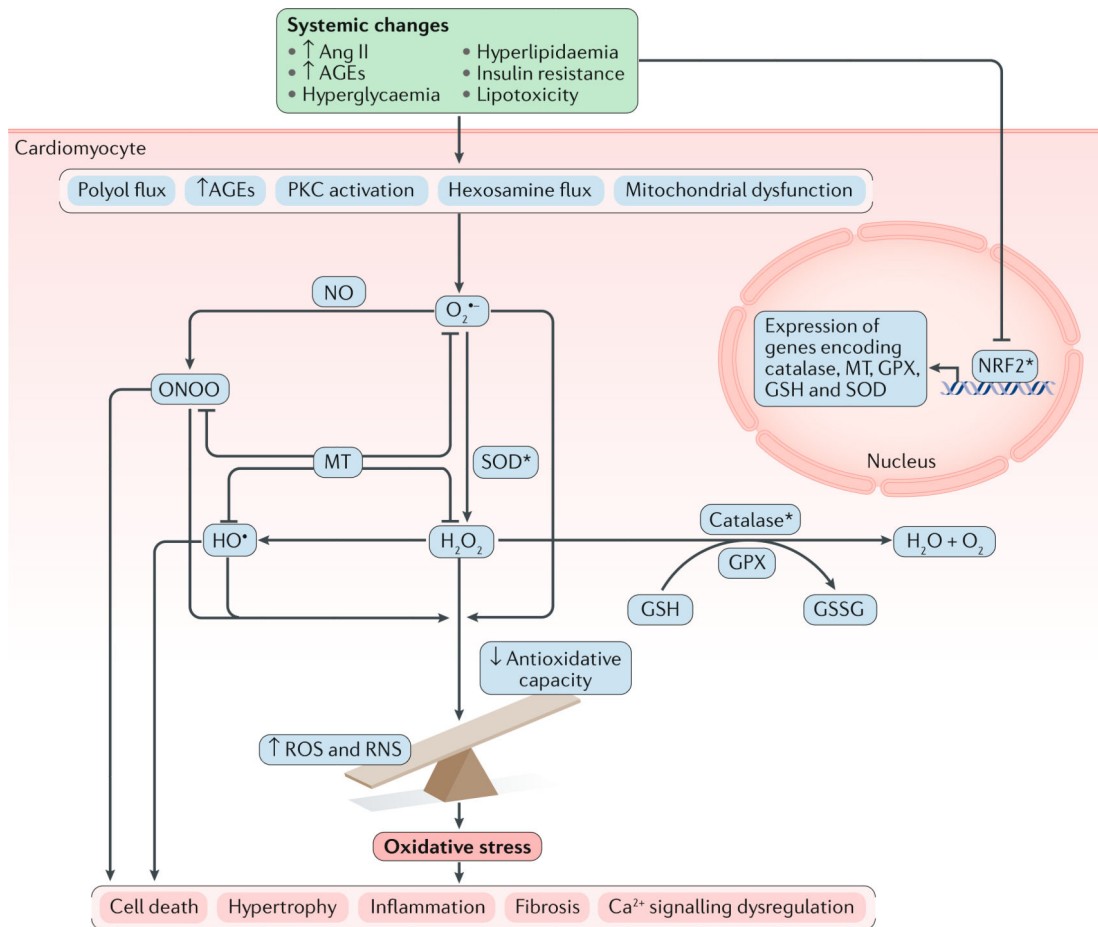 Systemic changes
• ↑ Ang II
• ↑ AGEs
• Hyperglycaemia
• Hyperlipidaemia
• Insulin resistance
• Lipotoxicity
Cardiomyocyte
Polyol flux
↑AGEs
PKC activation
Hexosamine flux
Mitochondrial dysfunction
NO
O₂•−
Expression of
genes encoding
catalase, MT, GPX,
GSH and SOD
NRF2*
ONOO
MT
SOD*
Nucleus
HO•
H₂O₂
Catalase*
GPX
H₂O + O₂
GSH
GSSG
↓ Antioxidative
capacity
↑ ROS and RNS
Oxidative stress
Cell death
Hypertrophy
Inflammation
Fibrosis
Ca²⁺ signalling dysregulation